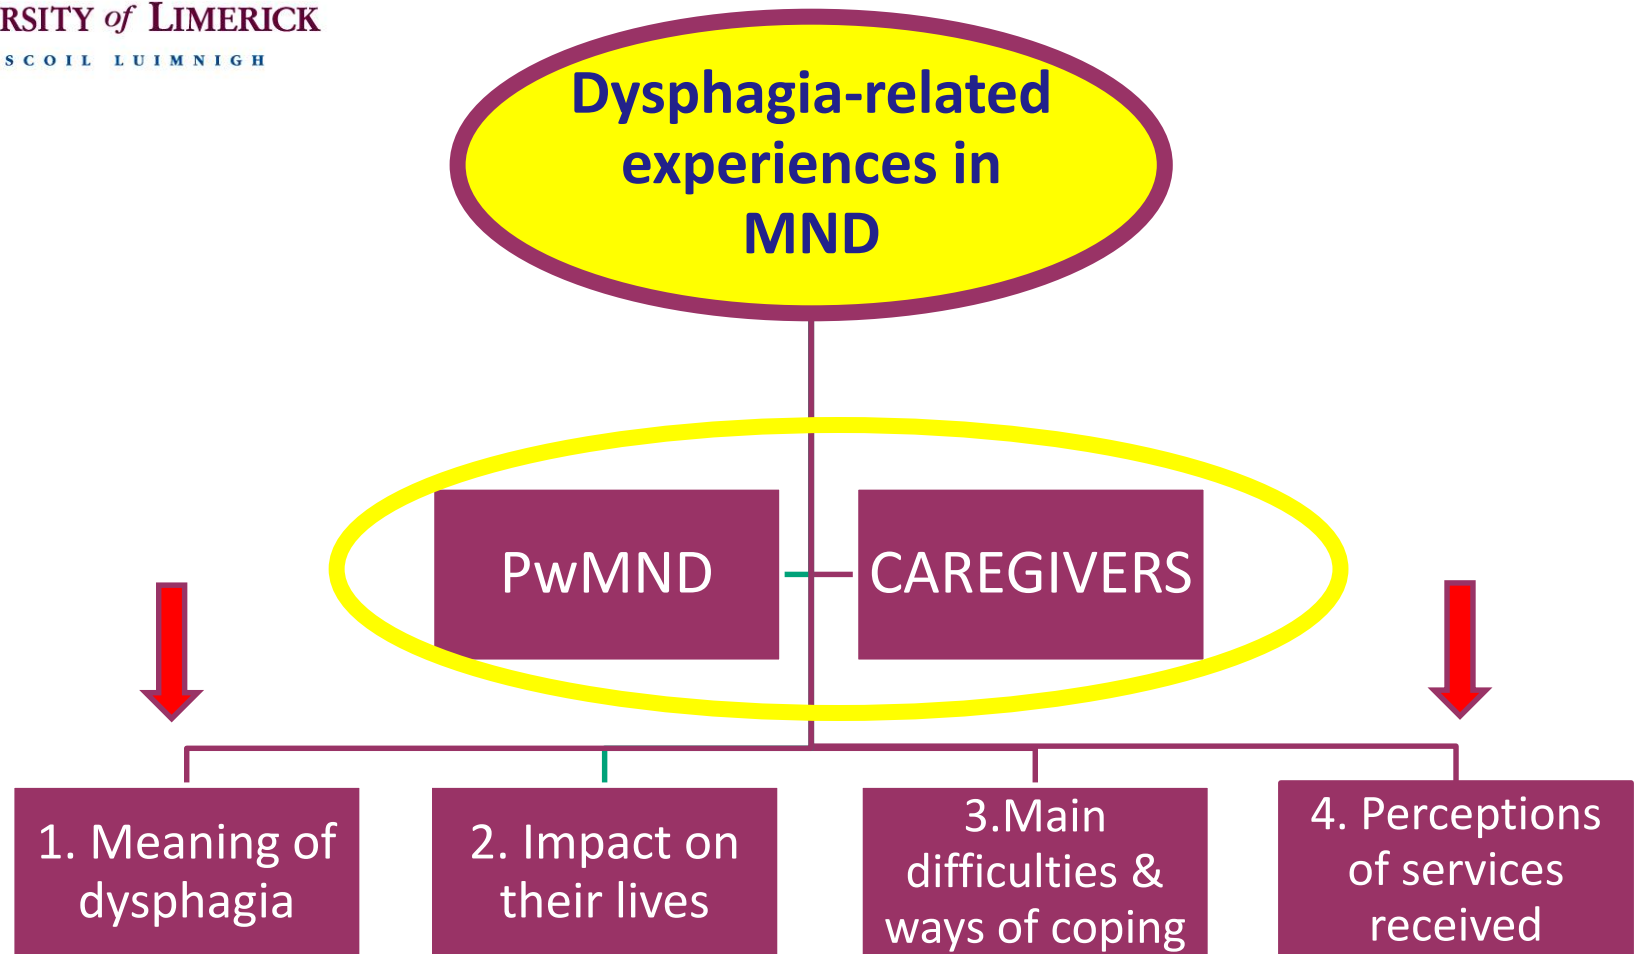 RSITY of LIMERICK
SCOIL LUIMNIGH
Dysphagia-related
experiences in
MND
PwMND
CAREGIVERS
1. Meaning of
dysphagia
2. Impact on
their lives
3.Main
difficulties &
ways of coping
4. Perceptions
of services
received